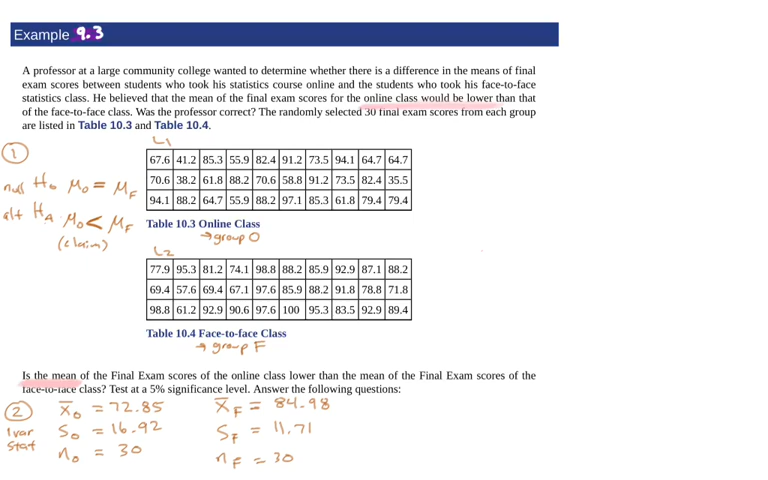 Example 9.3
A professor at a large community college wanted to determine whether there is a difference in the means of final
exam scores between students who took his statistics course online and the students who took his face-to-face
statistics class. He believed that the mean of the final exam scores for the online class would be lower than that
of the face-to-face class. Was the professor correct? The randomly selected 30 final exam scores from each group
are listed in Table 10.3 and Table 10.4.
L1
①
67.6 41.2 85.3 55.9 82.4 91.2 73.5 94.1 64.7 64.7
70.6 38.2 61.8 88.2 70.6 58.8 91.2 73.5 82.4 35.5
94.1 88.2 64.7 55.9 88.2 97.1 85.3 61.8 79.4 79.4
null H₀ μO = μF
alt HA μO < μF
(claim)
Table 10.3 Online Class
→ group O
L2
77.9 95.3 81.2 74.1 98.8 88.2 85.9 92.9 87.1 88.2
69.4 57.6 69.4 67.1 97.6 85.9 88.2 91.8 78.8 71.8
98.8 61.2 92.9 90.6 97.6 100 95.3 83.5 92.9 89.4
Table 10.4 Face-to-face Class
→ group F
Is the mean of the Final Exam scores of the online class lower than the mean of the Final Exam scores of the
face-to-face class? Test at a 5% significance level. Answer the following questions:
② x̄O = 72.85 x̄F = 84.98
1 var SO = 16.92 SF = 11.71
stat nO = 30 nF = 30